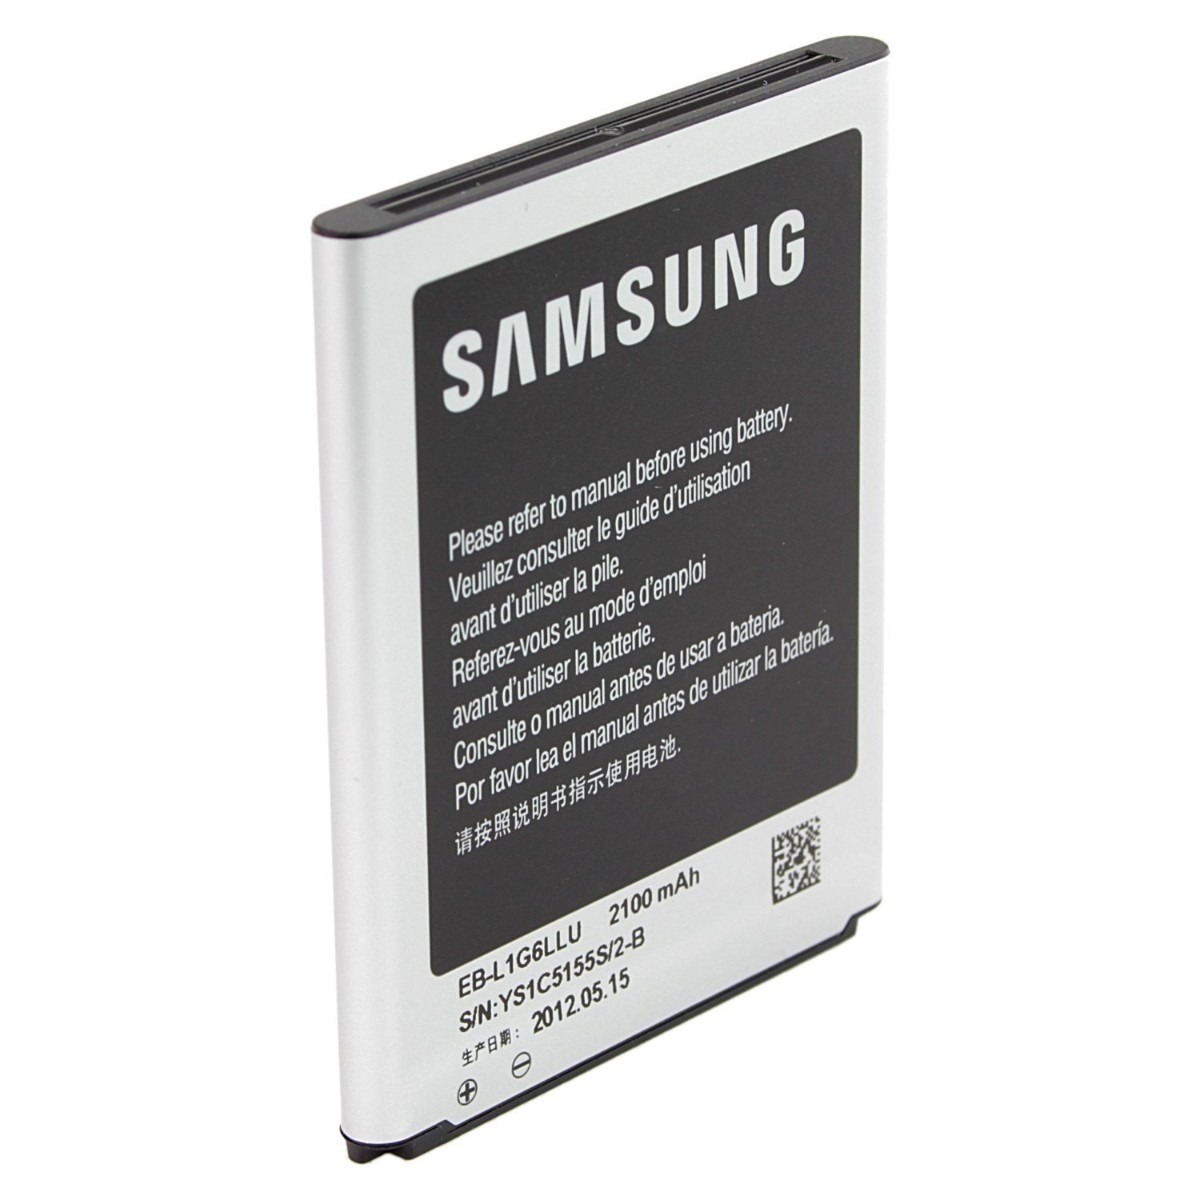 SAMSUNG
Please refer to manual before using battery.
Veuillez consulter le guide d'utilisation
avant d'utiliser la pile.
Referez-vous au mode d'emploi
avant d'utiliser la batterie.
Consulte o manual antes de usar a bateria.
Por favor lea el manual antes de utilizar la batería.
请按照说明书指示使用电池.
EB-L1G6LLU 2100 mAh
S/N:YS1C5155S/2-B
生产日期: 2012.05.15